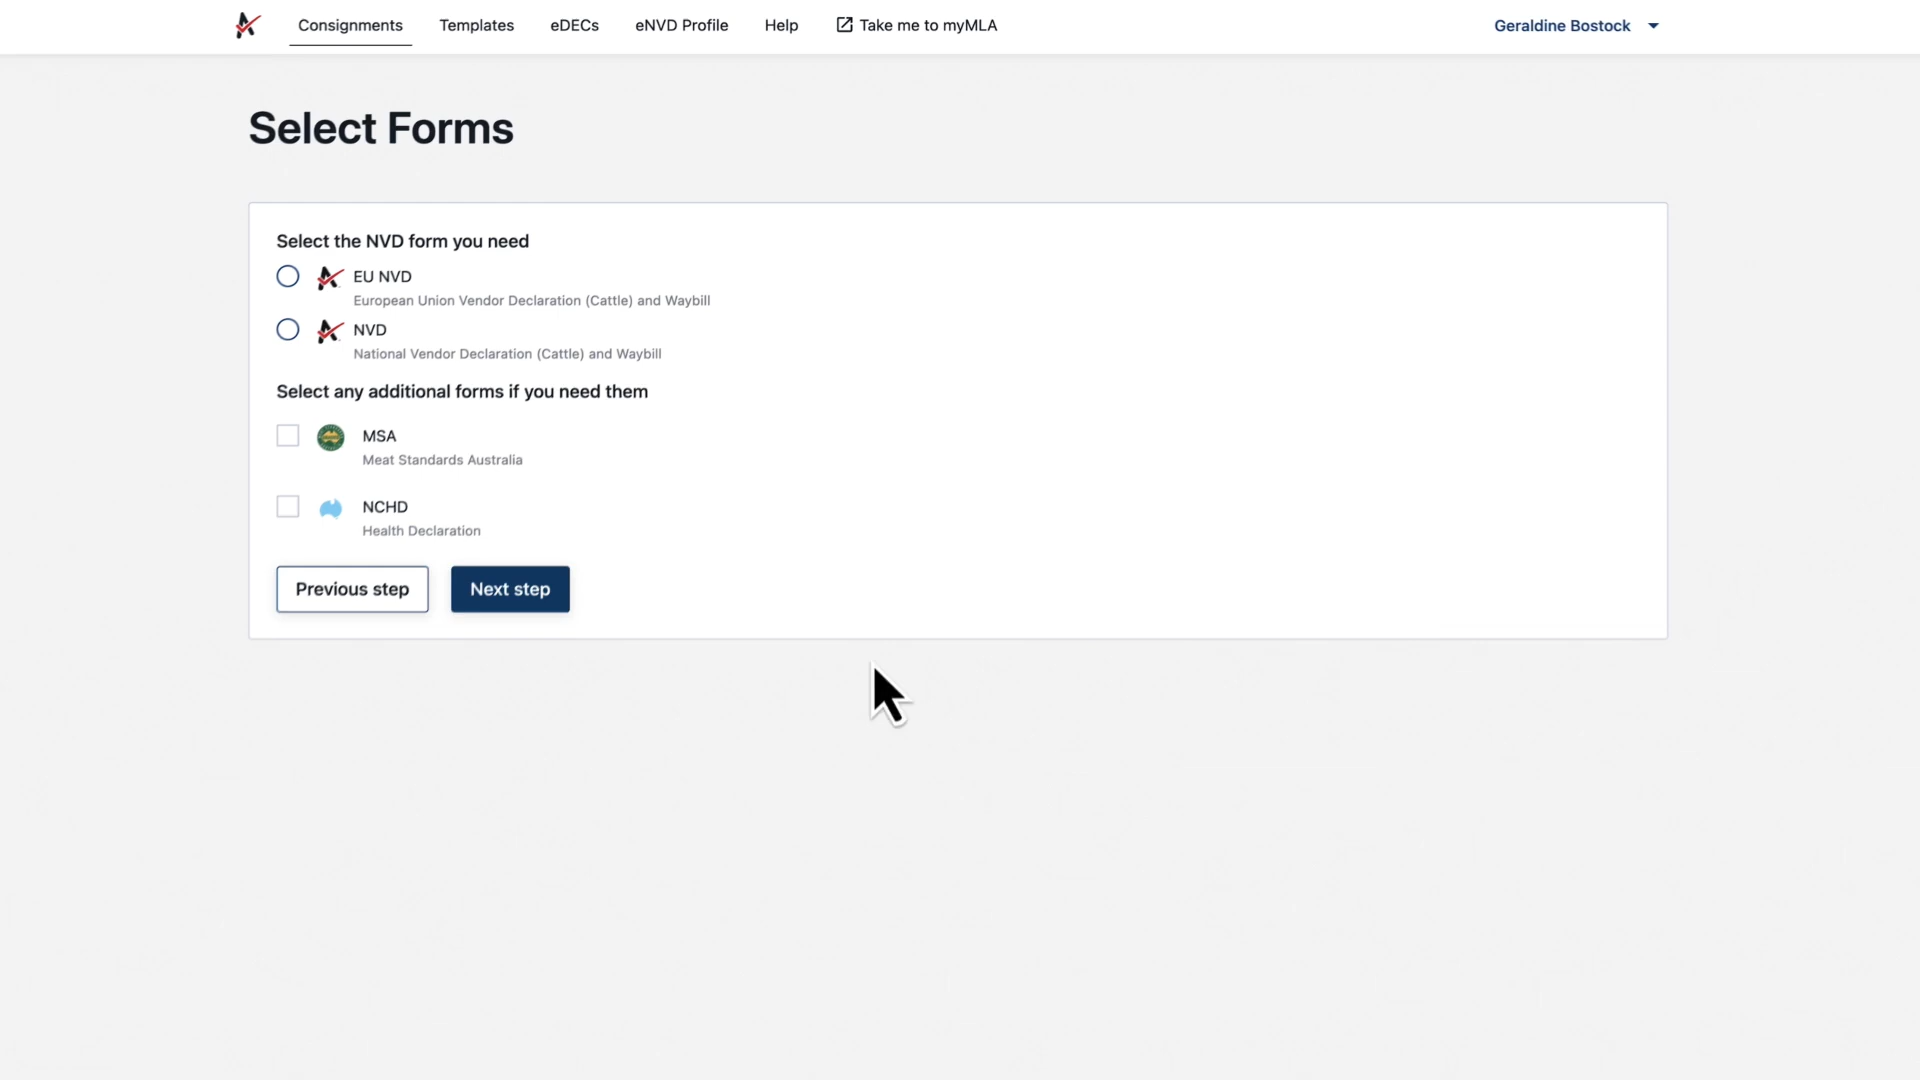 Consignments Templates eDECs eNVD Profile Help Take me to myMLA Geraldine Bostock
Select Forms
Select the NVD form you need
EU NVD
European Union Vendor Declaration (Cattle) and Waybill
NVD
National Vendor Declaration (Cattle) and Waybill
Select any additional forms if you need them
MSA
Meat Standards Australia
NCHD
Health Declaration
Previous step Next step